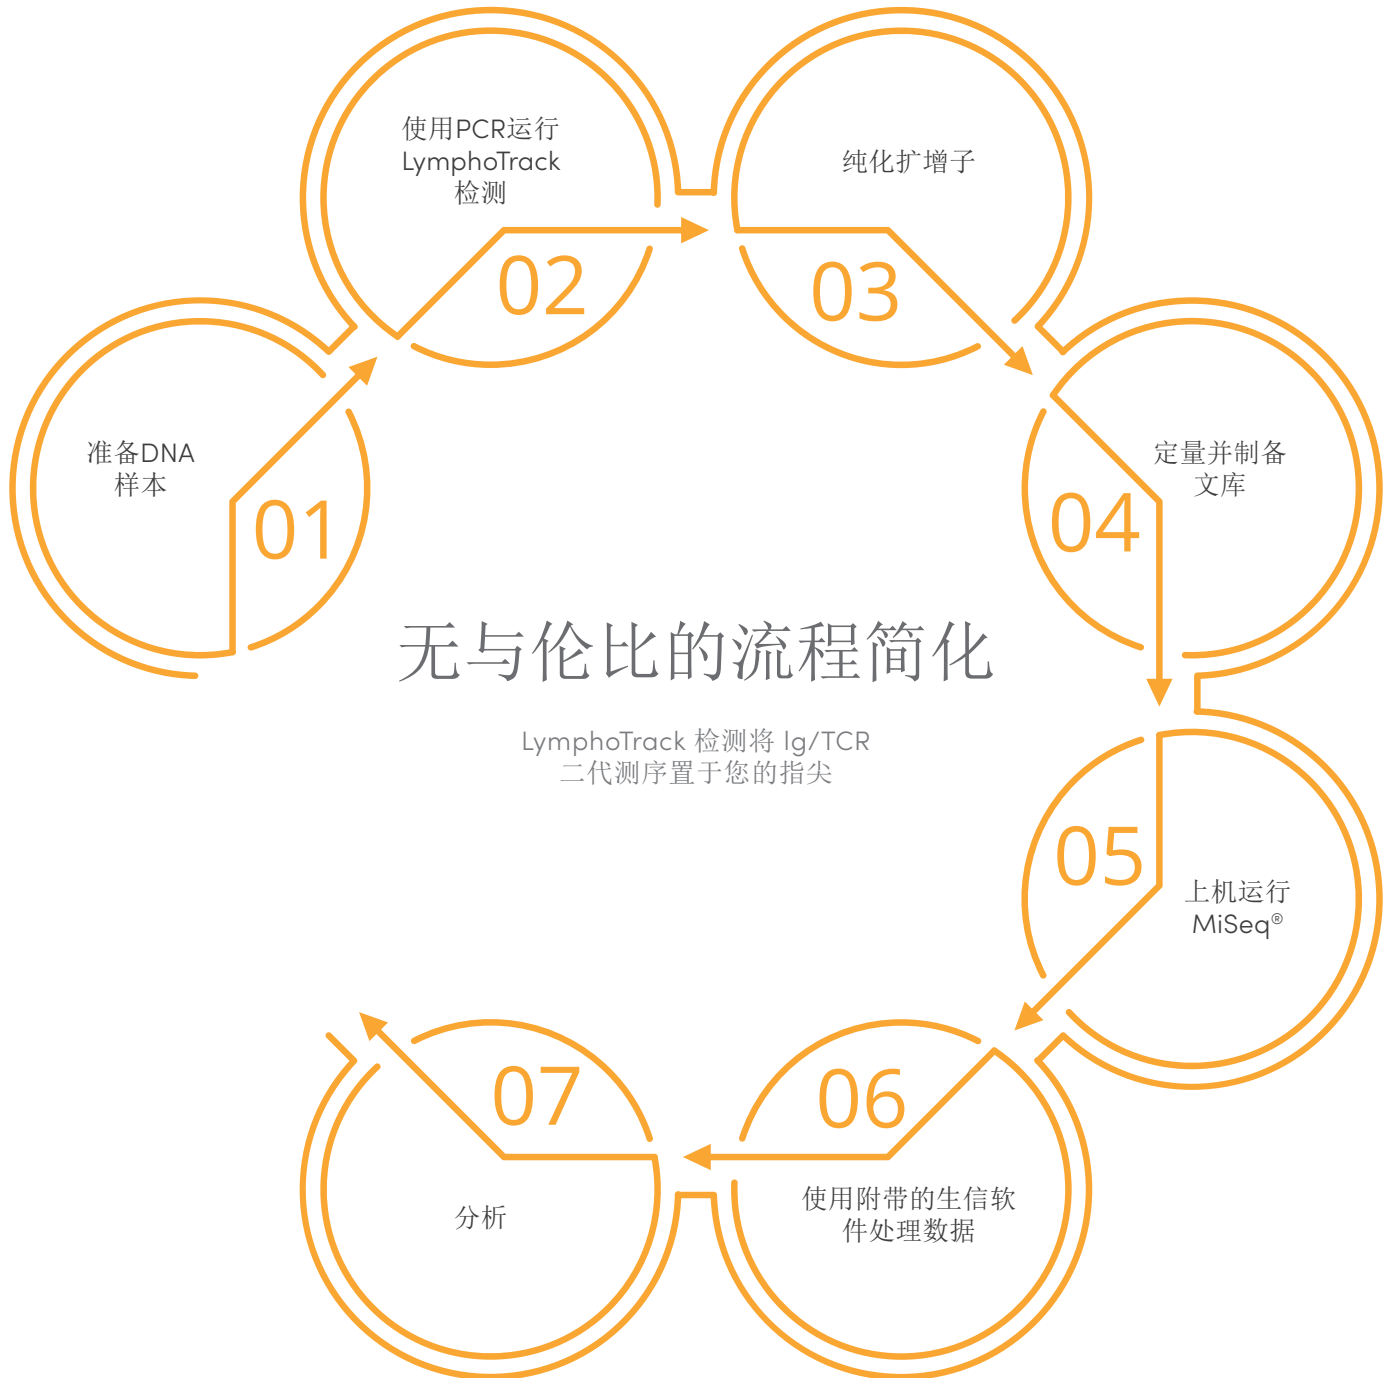 准备DNA
样本
01
使用PCR运行
LymphoTrack
检测
02
纯化扩增子
03
定量并制备
文库
04
无与伦比的流程简化
LymphoTrack 检测将 Ig/TCR
二代测序置于您的指尖
05
上机运行
MiSeq®
06
使用附带的生信软
件处理数据
07
分析